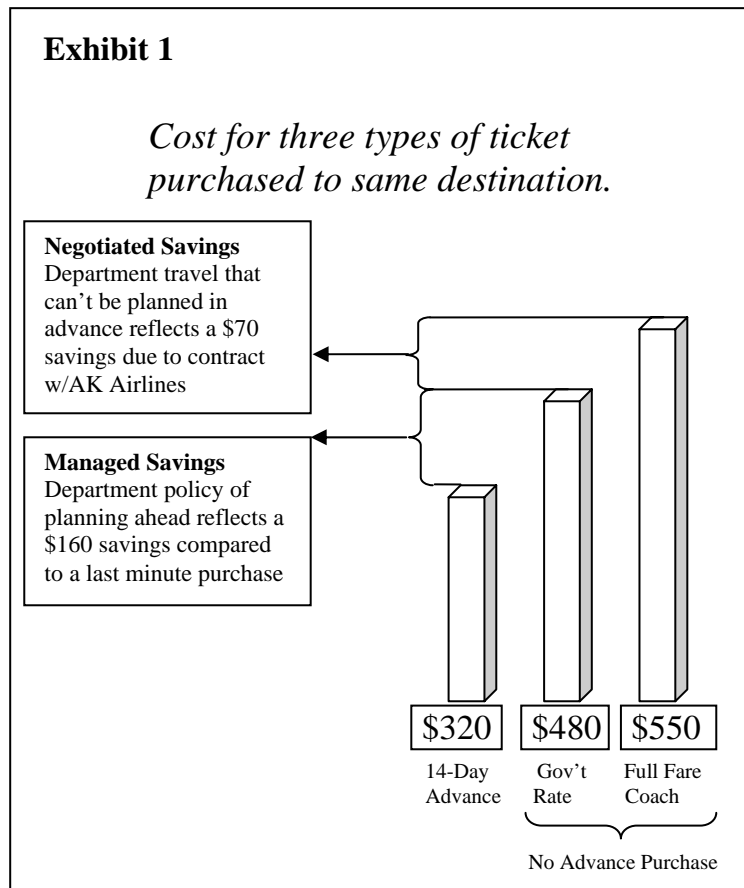 Exhibit 1
Cost for three types of ticket
purchased to same destination.
Negotiated Savings
Department travel that
can't be planned in
advance reflects a $70
savings due to contract
w/AK Airlines
Managed Savings
Department policy of
planning ahead reflects a
$160 savings compared
to a last minute purchase
$320 $480 $550
14-Day Gov't Full Fare
Advance Rate Coach
No Advance Purchase